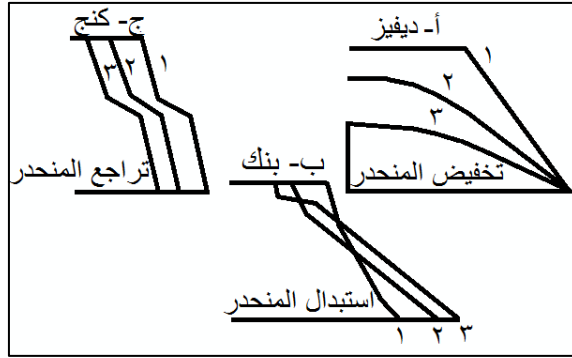 أ- ديفيز
١
٢
٣
تخفيض المنحدر
ب- بنك
استبدال المنحدر
١ ٢ ٣
ج- كنج
١
٢
٣
تراجع المنحدر